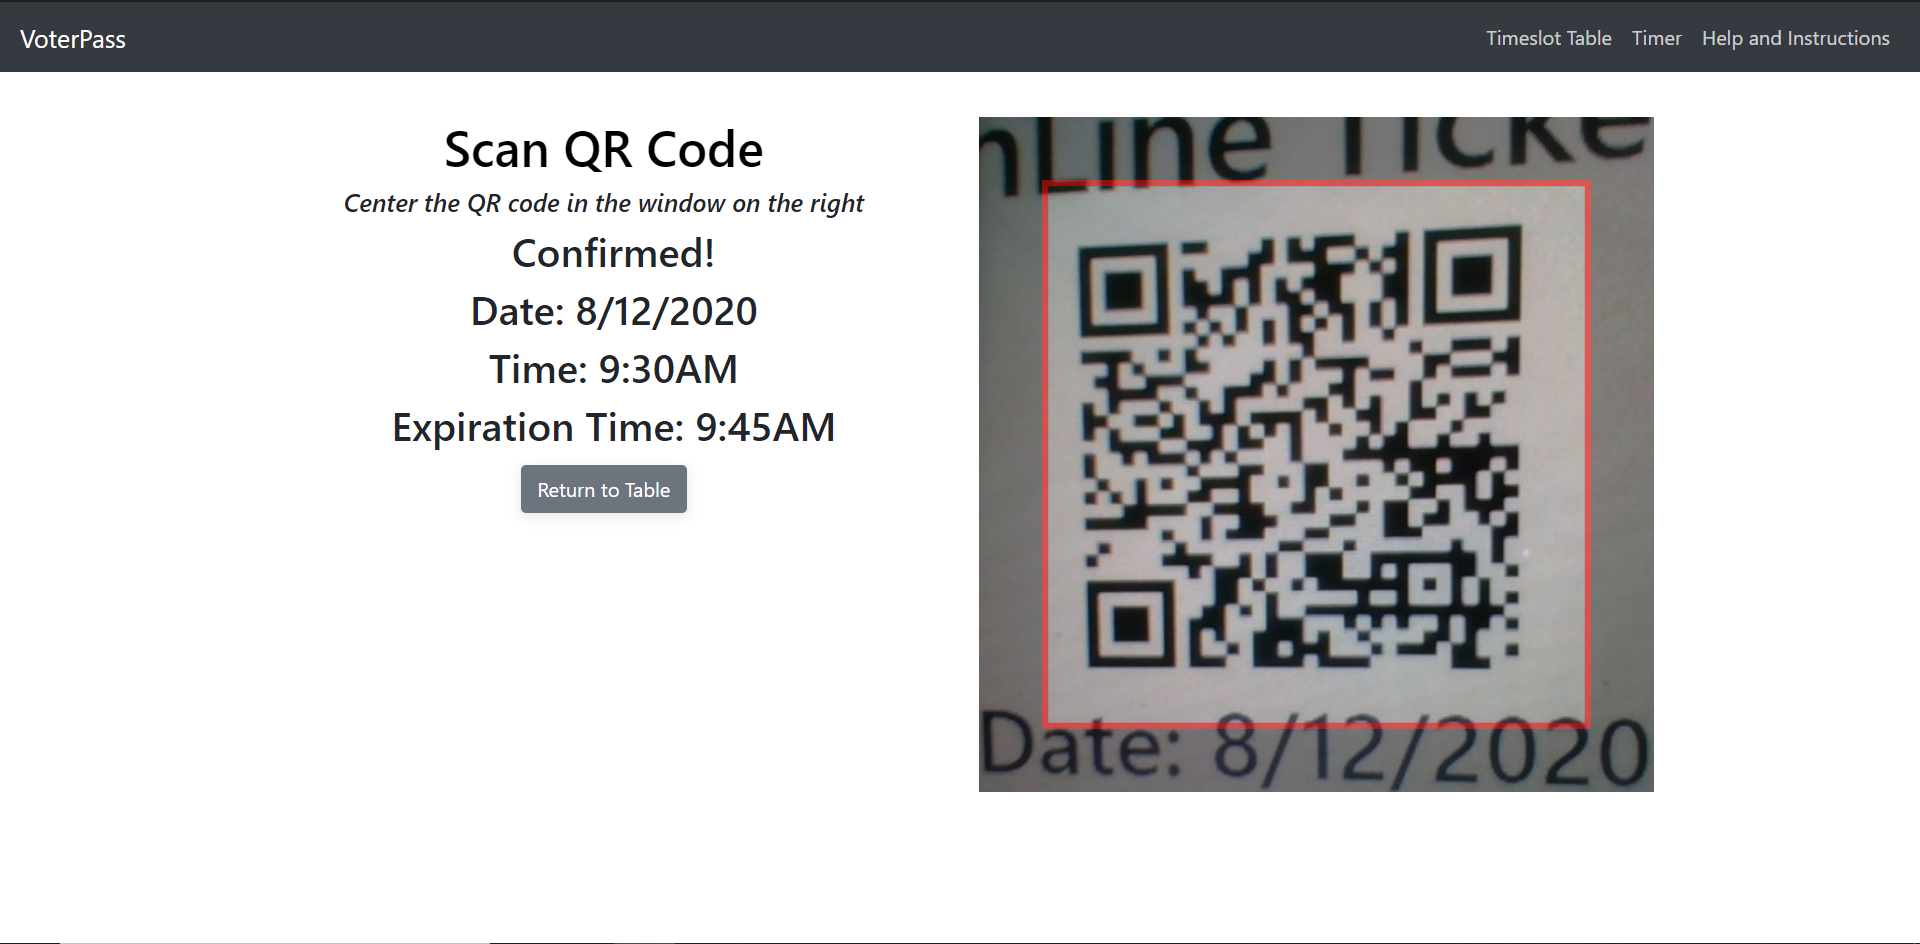 VoterPass
Timeslot Table Timer Help and Instructions
Scan QR Code
Center the QR code in the window on the right
Confirmed!
Date: 8/12/2020
Time: 9:30AM
Expiration Time: 9:45AM
Return to Table
nLine Ticke
Date: 8/12/2020